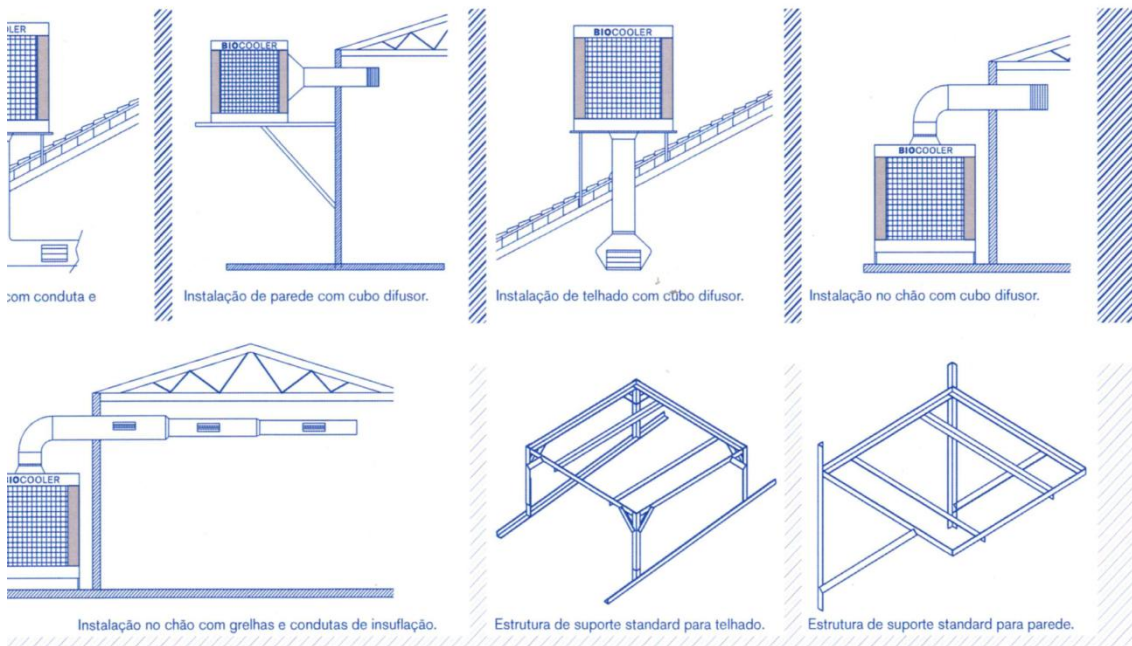 BIOCOOLER
BIOCOOLER
BIOCOOLER
com conduta e
Instalação de parede com cubo difusor.
Instalação de telhado com cubo difusor.
Instalação no chão com cubo difusor.
Instalação no chão com grelhas e condutas de insuflação.
Estrutura de suporte standard para telhado.
Estrutura de suporte standard para parede.